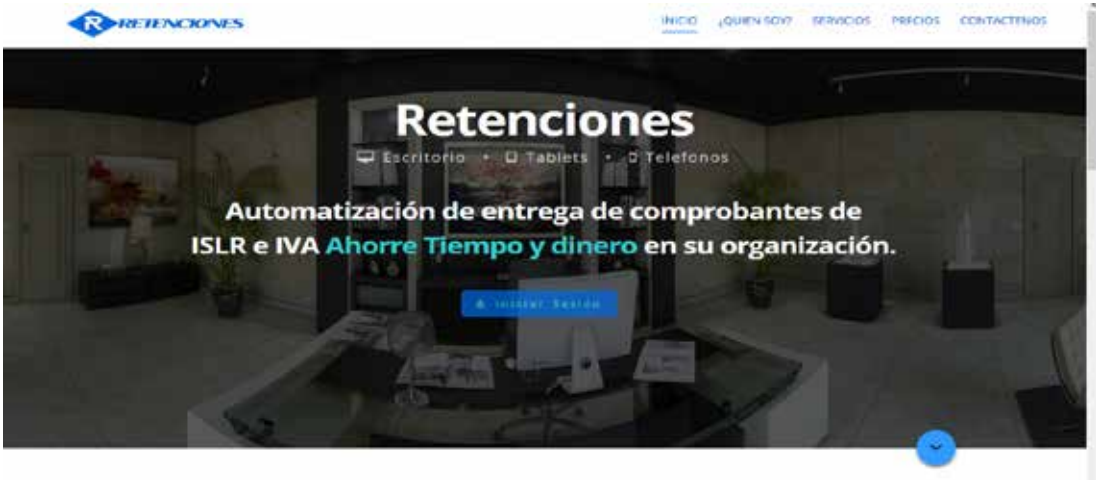 RETENCIONES
INICIO ¿QUIEN SOY? SERVICIOS PRECIOS CONTACTENOS
Retenciones
Escritorio • Tablets • Telefonos
Automatización de entrega de comprobantes de
ISLR e IVA Ahorre Tiempo y dinero en su organización.
Iniciar Sesión